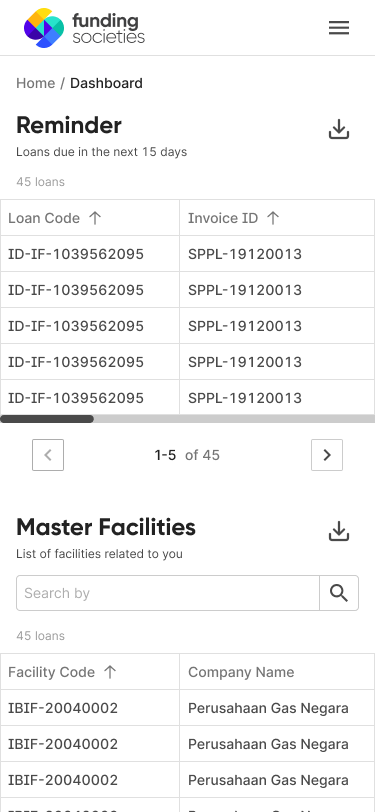 funding
societies
Home / Dashboard
Reminder
Loans due in the next 15 days
45 loans
Loan Code Invoice ID
ID-IF-1039562095 SPPL-19120013
ID-IF-1039562095 SPPL-19120013
ID-IF-1039562095 SPPL-19120013
ID-IF-1039562095 SPPL-19120013
ID-IF-1039562095 SPPL-19120013
1-5 of 45
Master Facilities
List of facilities related to you
Search by
45 loans
Facility Code Company Name
IBIF-20040002 Perusahaan Gas Negara
IBIF-20040002 Perusahaan Gas Negara
IBIF-20040002 Perusahaan Gas Negara